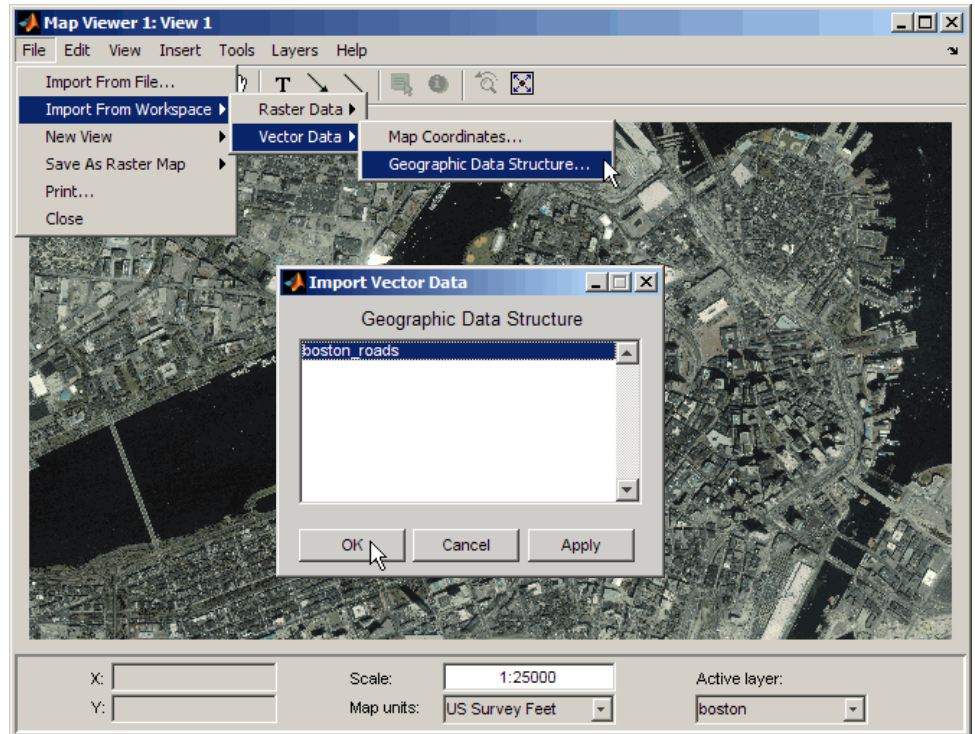 Map Viewer 1: View 1
File Edit View Insert Tools Layers Help
Import From File...
T
Import From Workspace
Raster Data
New View
Vector Data
Map Coordinates...
Save As Raster Map
Geographic Data Structure...
Print...
Close
Import Vector Data
Geographic Data Structure
boston_roads
OK Cancel Apply
X: Scale: 1:25000 Active layer:
Y: Map units: US Survey Feet boston